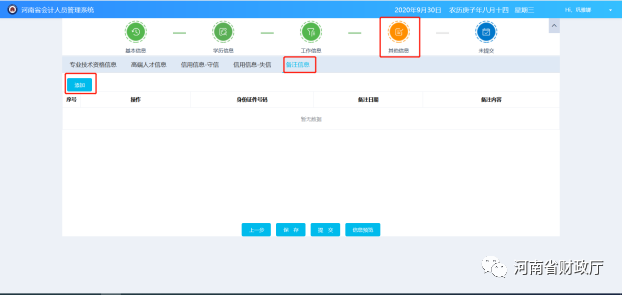 河南省会计人员管理系统
2020年9月30日 农历庚子年八月十四 星期三
基本信息 学历信息 工作信息 其他信息 未提交
专业技术资格信息 高端人才信息 信用信息-守信 信用信息-失信 备注信息
添加
序号 操作 身份证件号码 备注日期 备注内容
暂无数据
上一步 保 存 提 交 信息预览
河南省财政厅